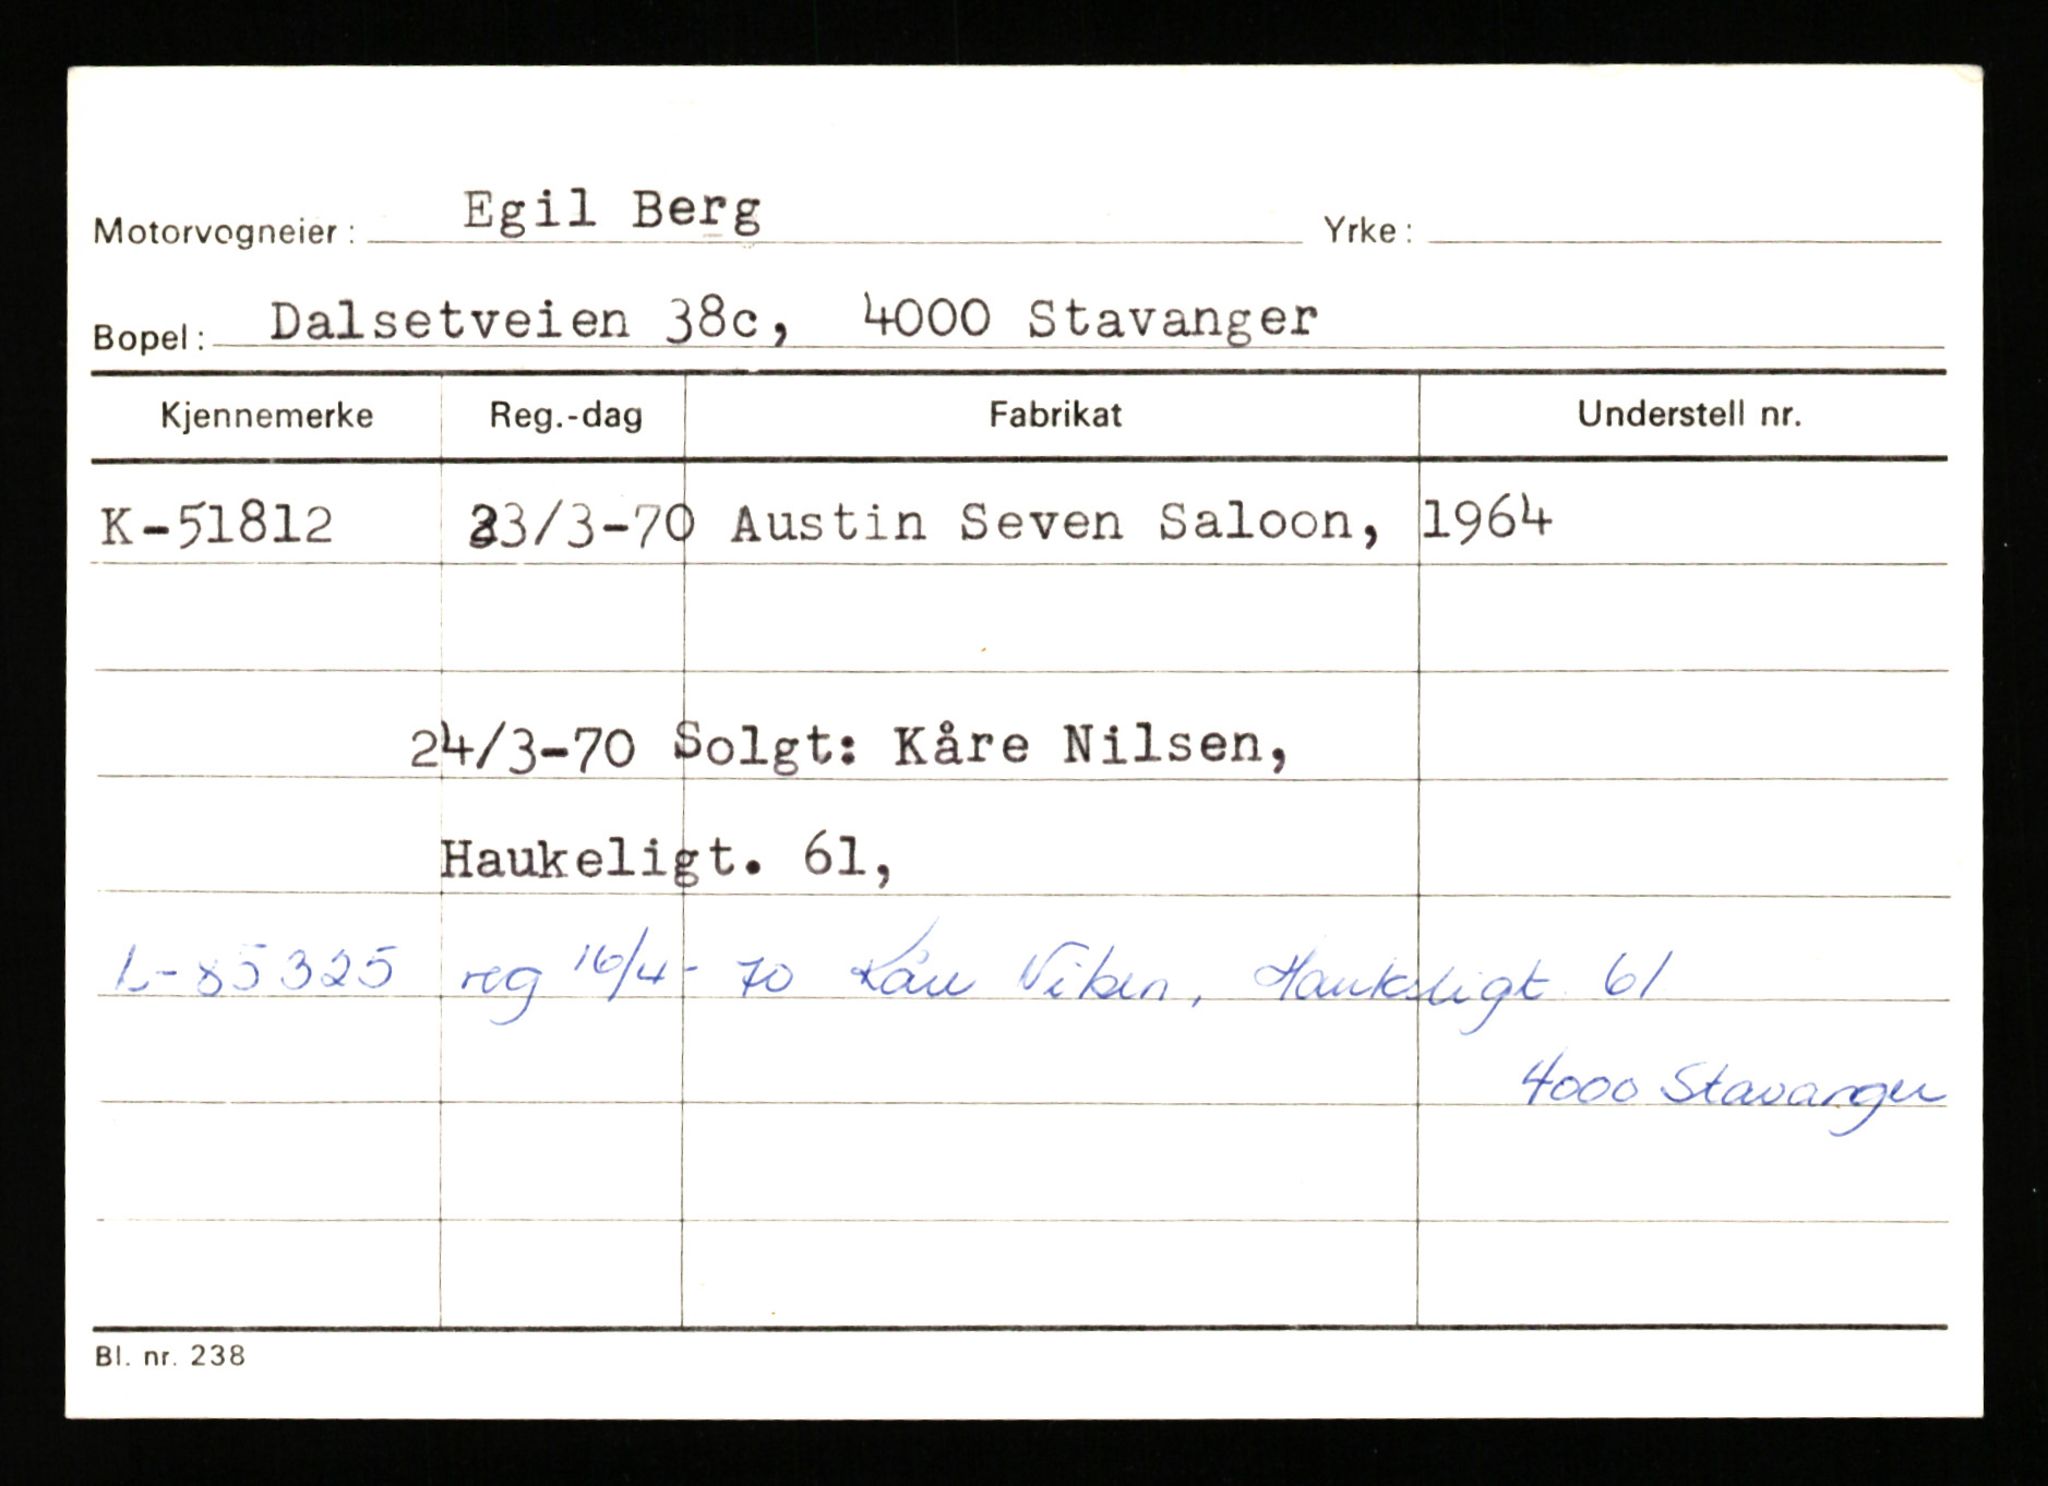 Motorvogneier: Egil Berg Yrke:
Bopel: Dalsetveien 38c, 4000 Stavanger
Kjennemerke Reg.-dag Fabrikat Understell nr.
K-51812 23/3-70 Austin Seven Saloon, 1964
24/3-70 Solgt: Kåre Nilsen,
Haukeligt. 61,
L-85325 reg 16/4-70 Kåre Nilsen, Haukeligt 61
4000 Stavanger
Bl. nr. 238